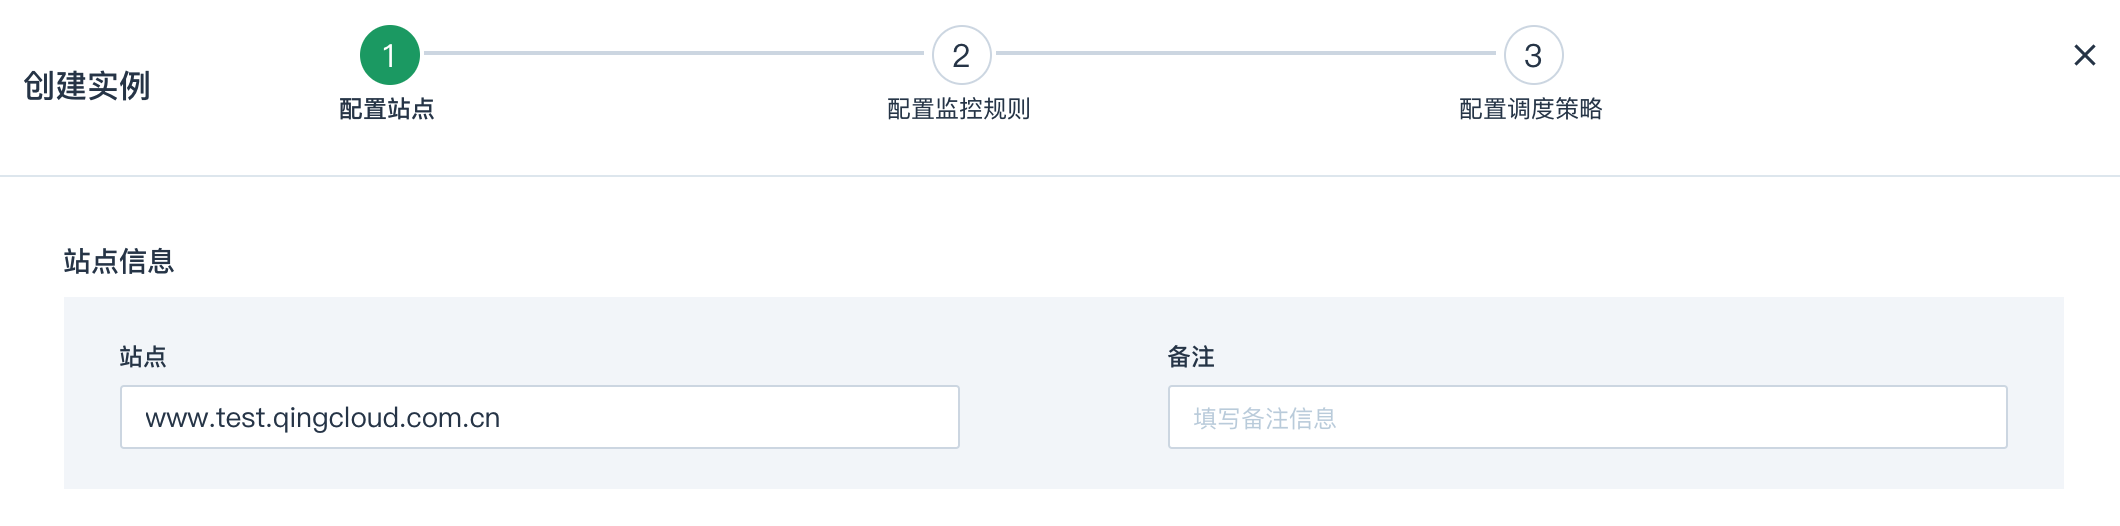 创建实例
1
配置站点
2
配置监控规则
3
配置调度策略
站点信息
站点
www.test.qingcloud.com.cn
备注
填写备注信息